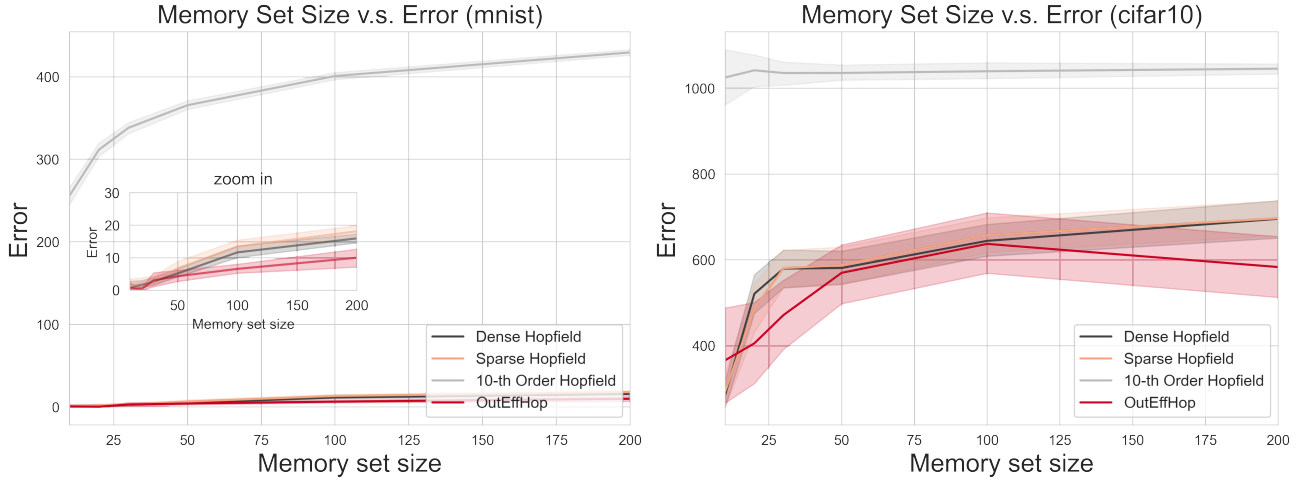 Memory Set Size v.s. Error (mnist)
Error
400
300
200
100
0
zoom in
Error
30
20
10
0
50 100 150 200
Memory set size
Dense Hopfield
Sparse Hopfield
10-th Order Hopfield
OutEffHop
25 50 75 100 125 150 175 200
Memory set size
Memory Set Size v.s. Error (cifar10)
Error
1000
800
600
400
Dense Hopfield
Sparse Hopfield
10-th Order Hopfield
OutEffHop
25 50 75 100 125 150 175 200
Memory set size